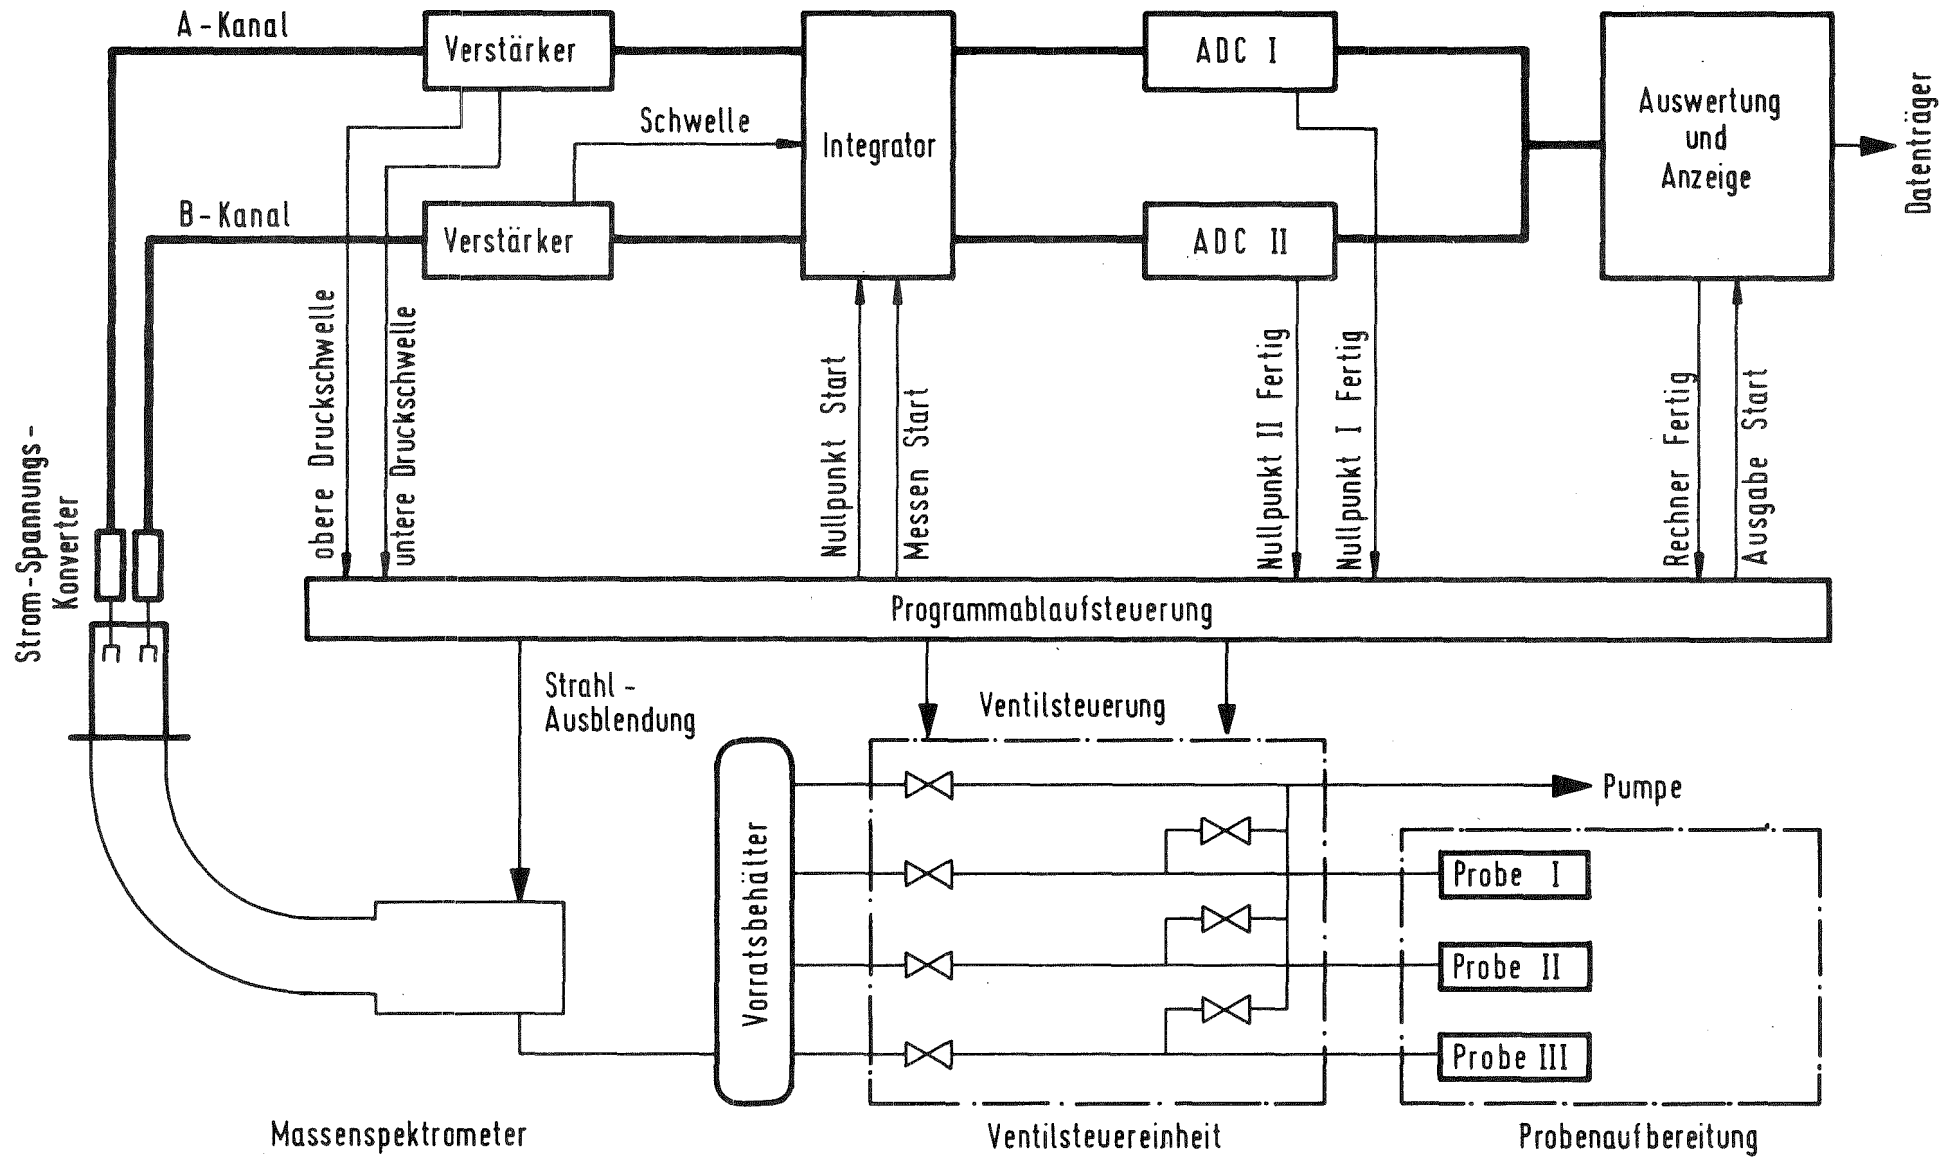 A-Kanal
Verstärker
ADC I
Auswertung
und
Anzeige
Datenträger
Schwelle
Integrator
B-Kanal
Verstärker
ADC II
obere Druckschwelle
untere Druckschwelle
Nullpunkt Start
Messen Start
Nullpunkt II Fertig
Nullpunkt I Fertig
Rechner Fertig
Ausgabe Start
Strom-Spannungs-
Konverter
Programmablaufsteuerung
Strahl-
Ausblendung
Ventilsteuerung
Pumpe
Vorratsbehälter
Probe I
Probe II
Probe III
Massenspektrometer
Ventilsteuereinheit
Probenaufbereitung